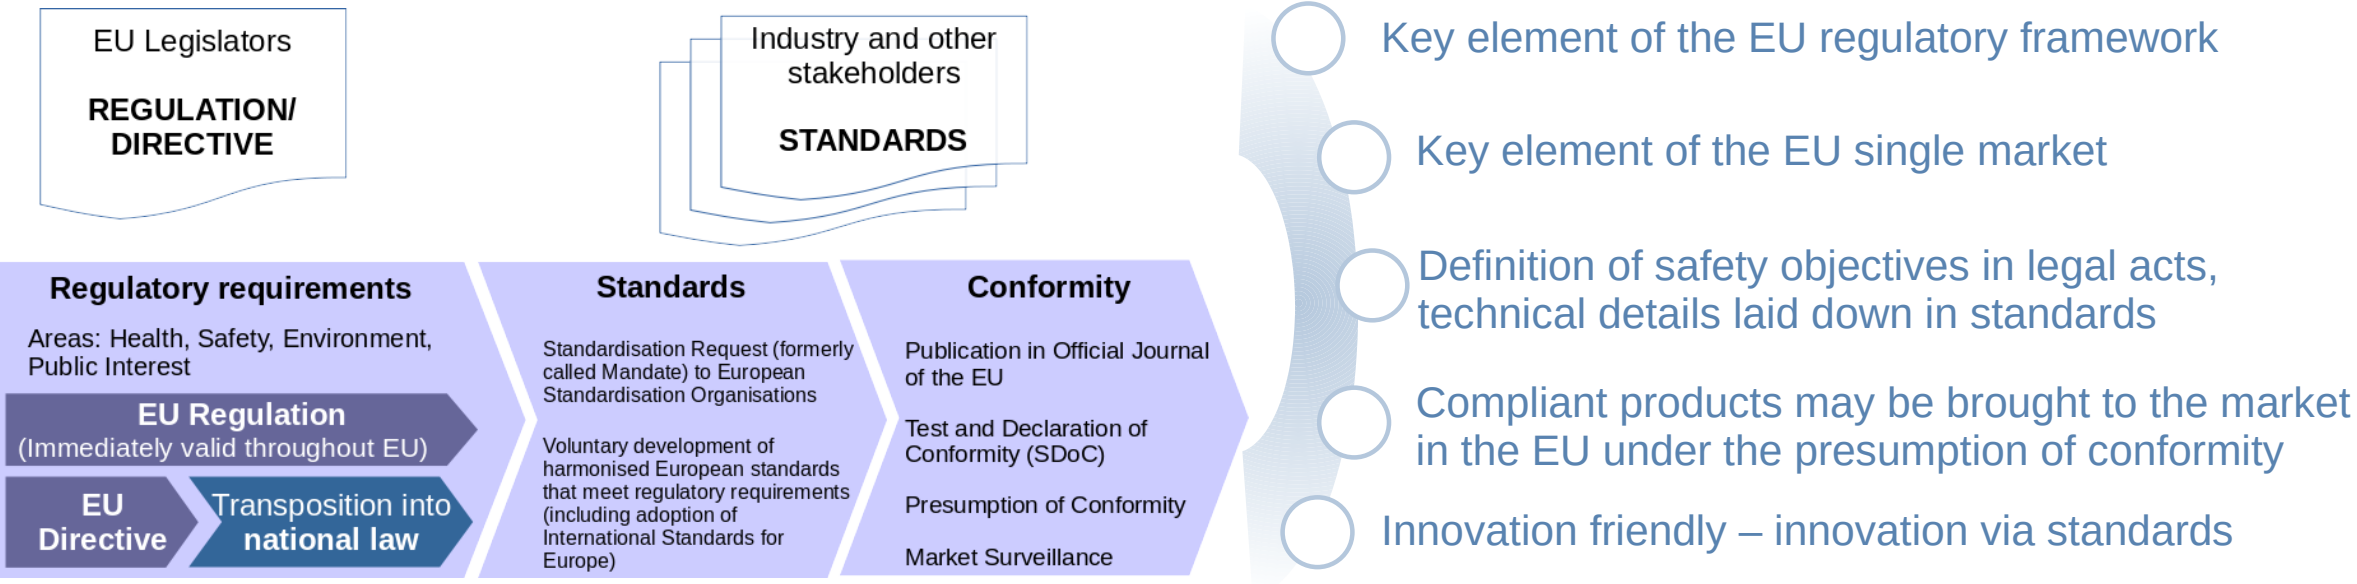 EU Legislators
REGULATION/
DIRECTIVE
Industry and other
stakeholders
STANDARDS
Regulatory requirements
Areas: Health, Safety, Environment,
Public Interest
EU Regulation
(Immediately valid throughout EU)
EU
Directive
Transposition into
national law
Standards
Standardisation Request (formerly
called Mandate) to European
Standardisation Organisations
Voluntary development of
harmonised European standards
that meet regulatory requirements
(including adoption of
International Standards for
Europe)
Conformity
Publication in Official Journal
of the EU
Test and Declaration of
Conformity (SDoC)
Presumption of Conformity
Market Surveillance
Key element of the EU regulatory framework
Key element of the EU single market
Definition of safety objectives in legal acts,
technical details laid down in standards
Compliant products may be brought to the market
in the EU under the presumption of conformity
Innovation friendly – innovation via standards